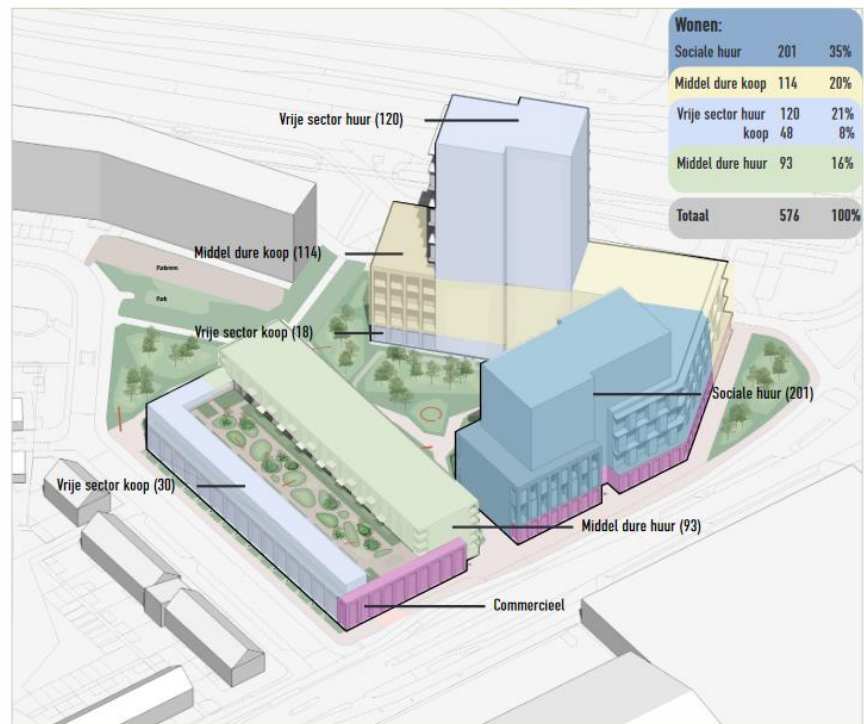 Wonen:
Sociale huur 201 35%
Middel dure koop 114 20%
Vrije sector huur 120 21%
koop 48 8%
Middel dure huur 93 16%
Totaal 576 100%
Vrije sector huur (120)
Middel dure koop (114)
Parkeren
Park
Vrije sector koop (18)
Sociale huur (201)
Vrije sector koop (30)
Middel dure huur (93)
Commercieel